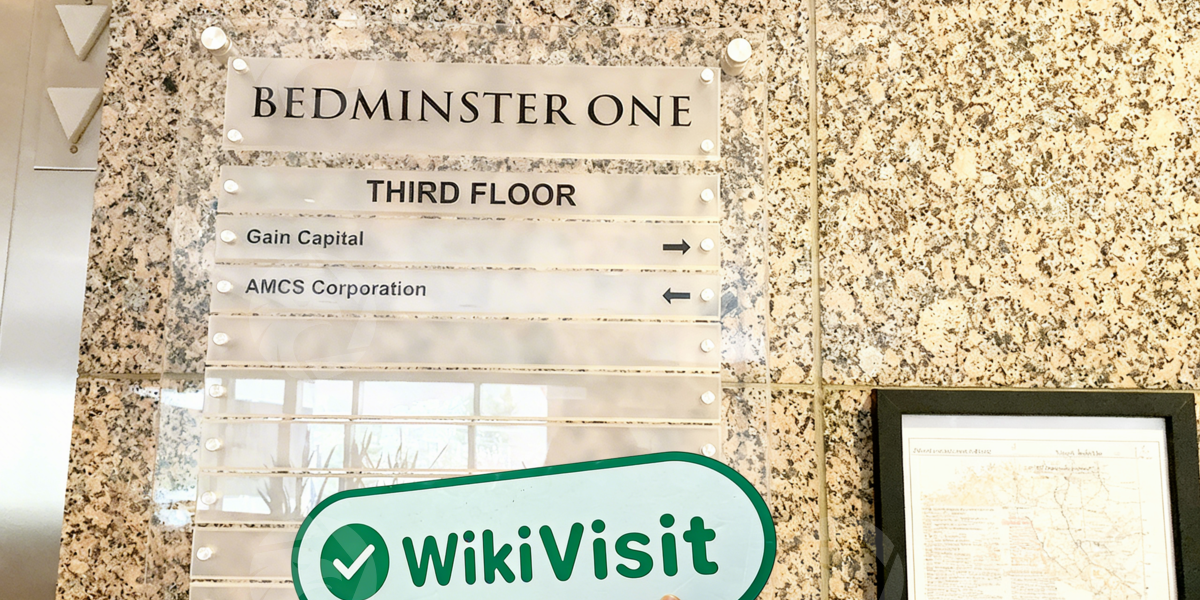 BEDMINSTER ONE
THIRD FLOOR
Gain Capital →
AMCS Corporation ←
WikiVisit